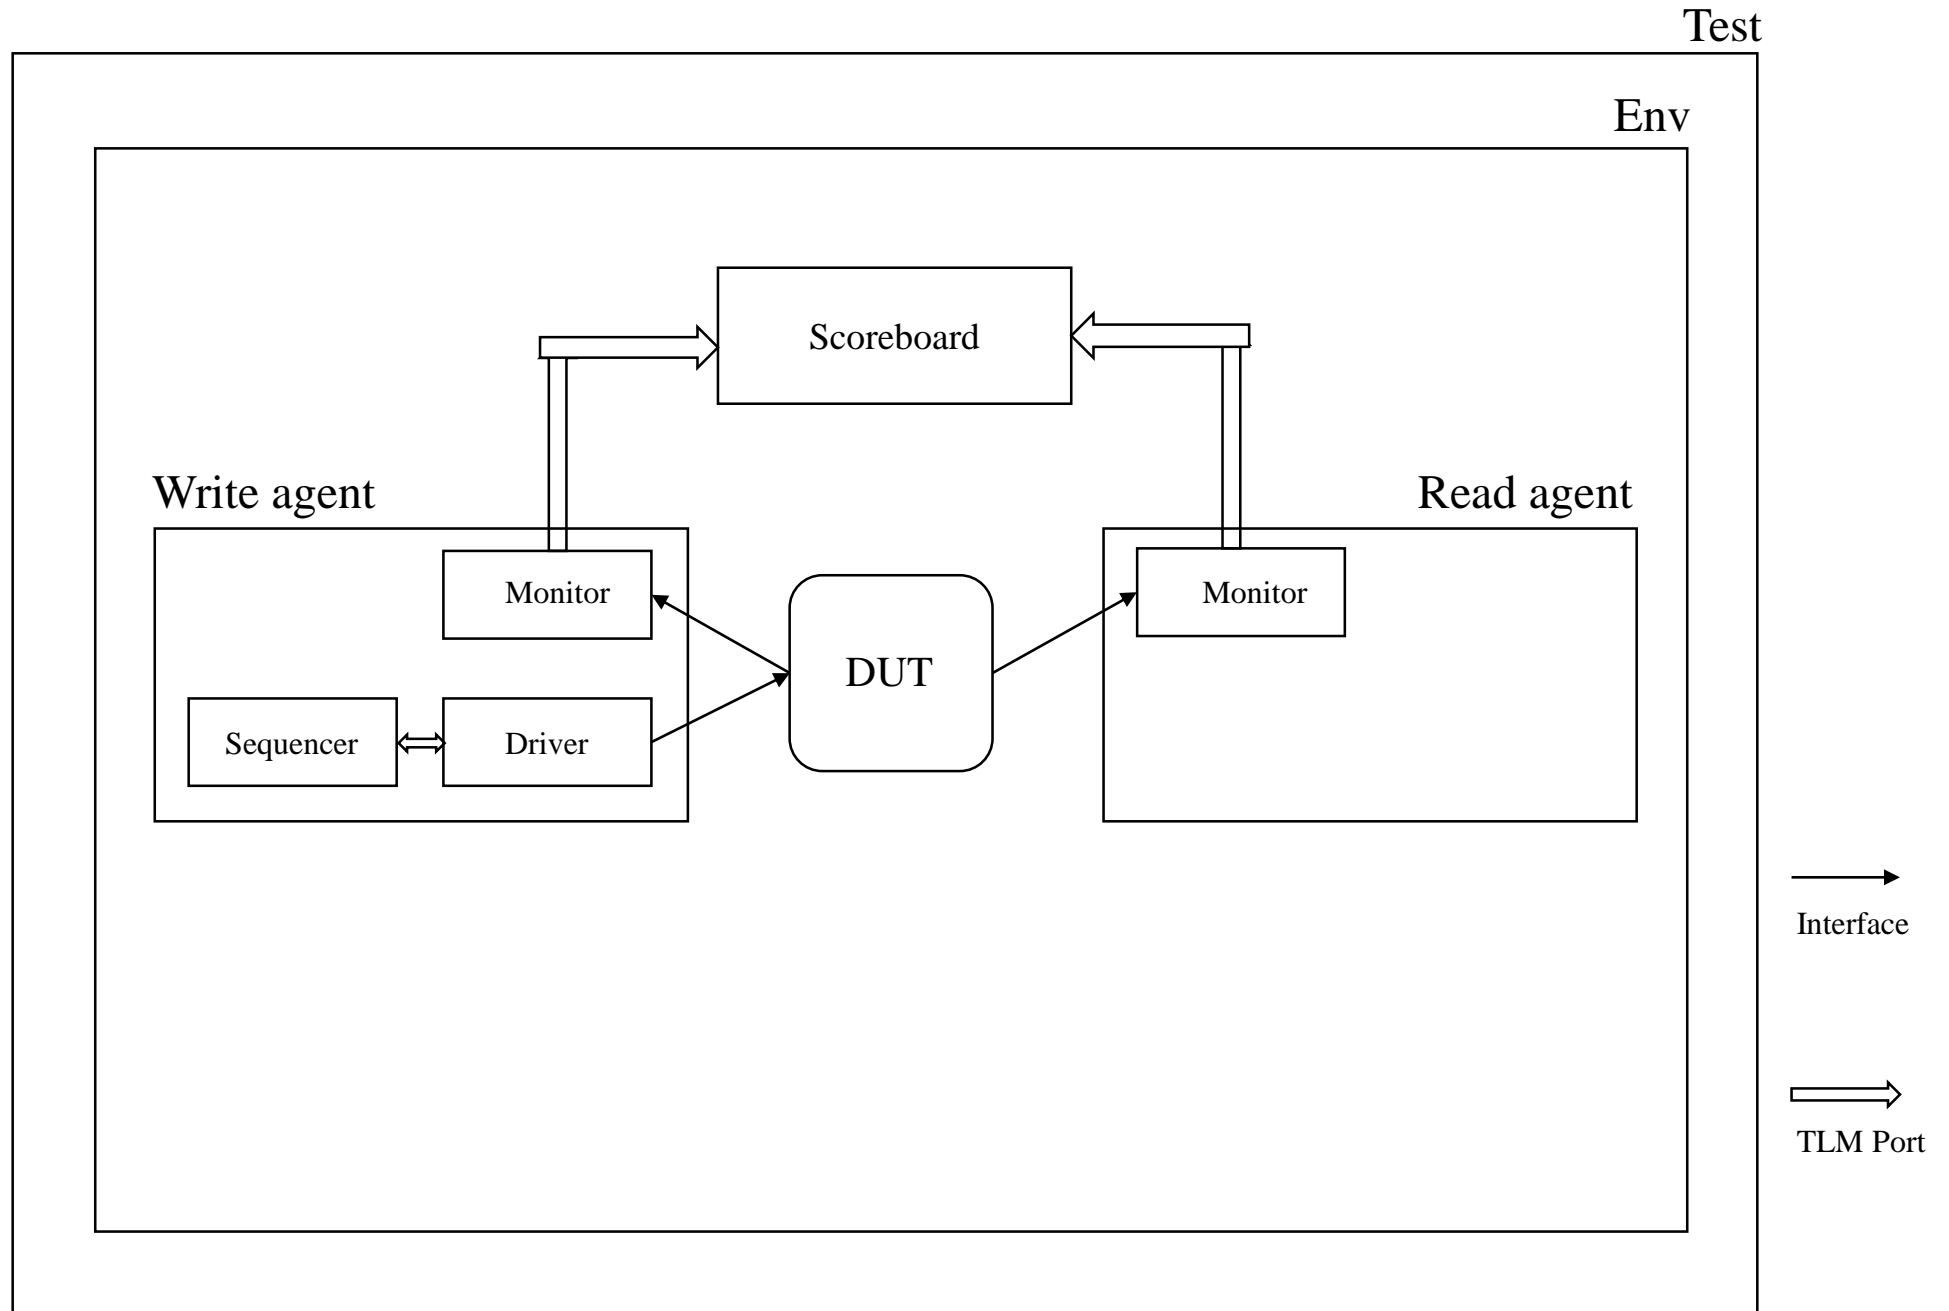 Test
Env
Scoreboard
Write agent
Read agent
Monitor
Monitor
DUT
Sequencer
Driver
Interface
TLM Port